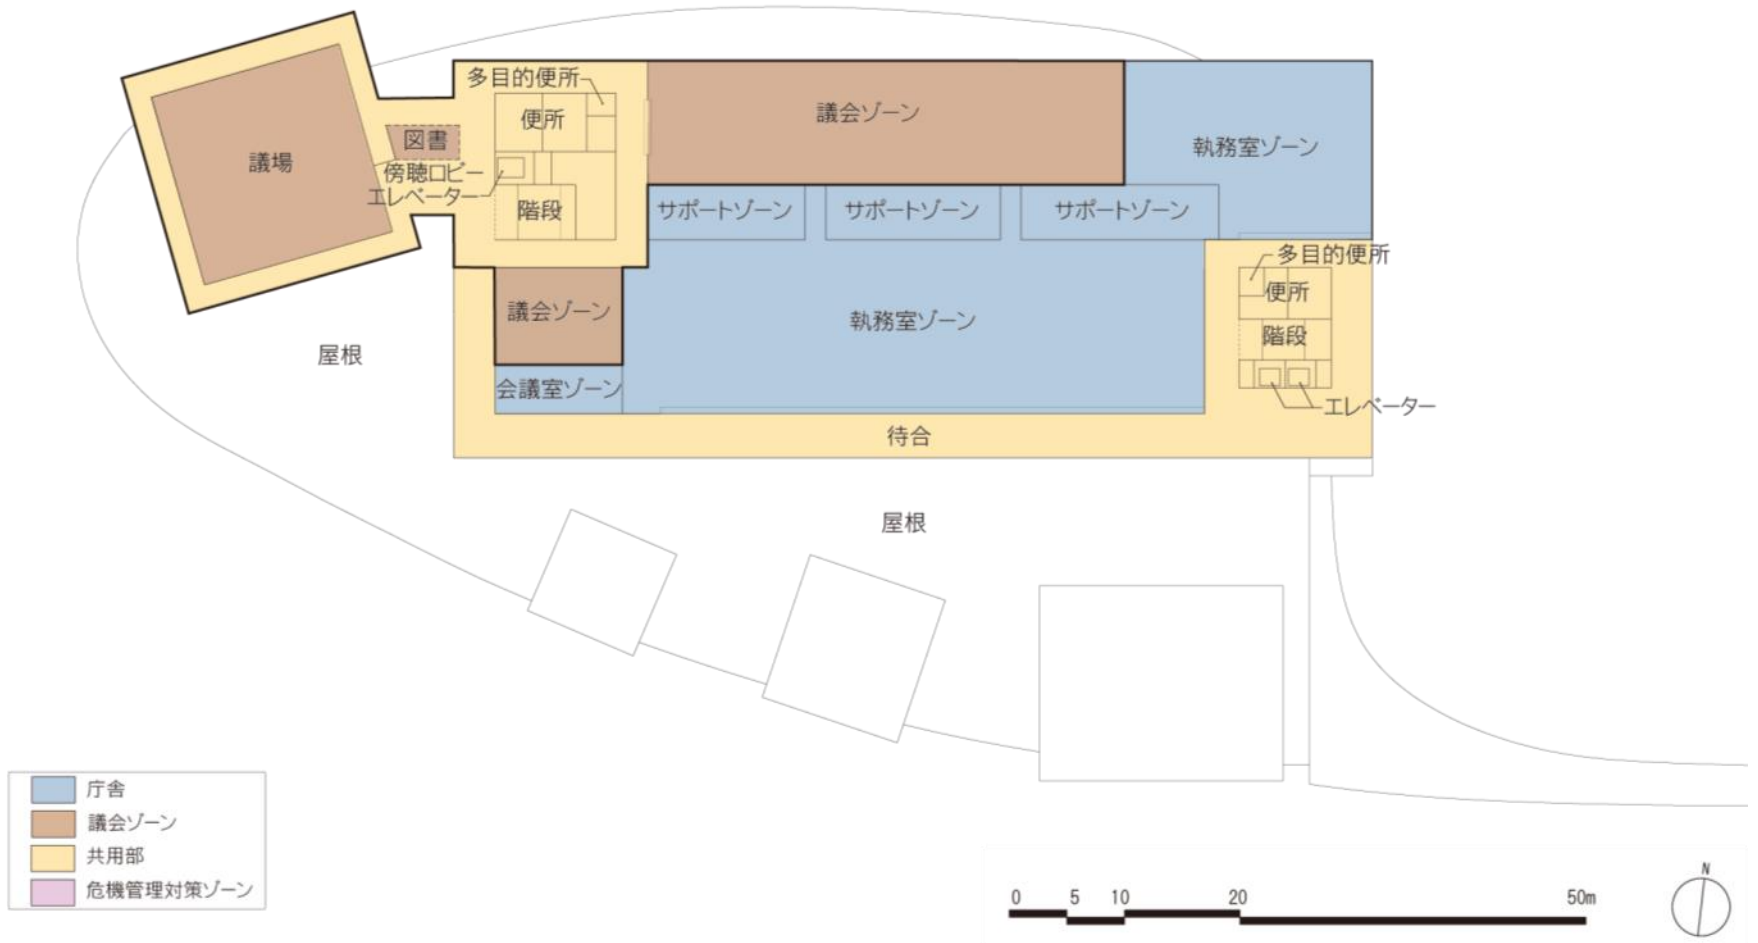 多目的便所
便所
議会ゾーン
執務室ゾーン
議場
図書
傍聴ロビー
エレベーター
階段
サポートゾーン
サポートゾーン
サポートゾーン
多目的便所
便所
議会ゾーン
執務室ゾーン
階段
屋根
会議室ゾーン
エレベーター
待合
屋根
庁舎
議会ゾーン
共用部
危機管理対策ゾーン
0 5 10 20 50m
N